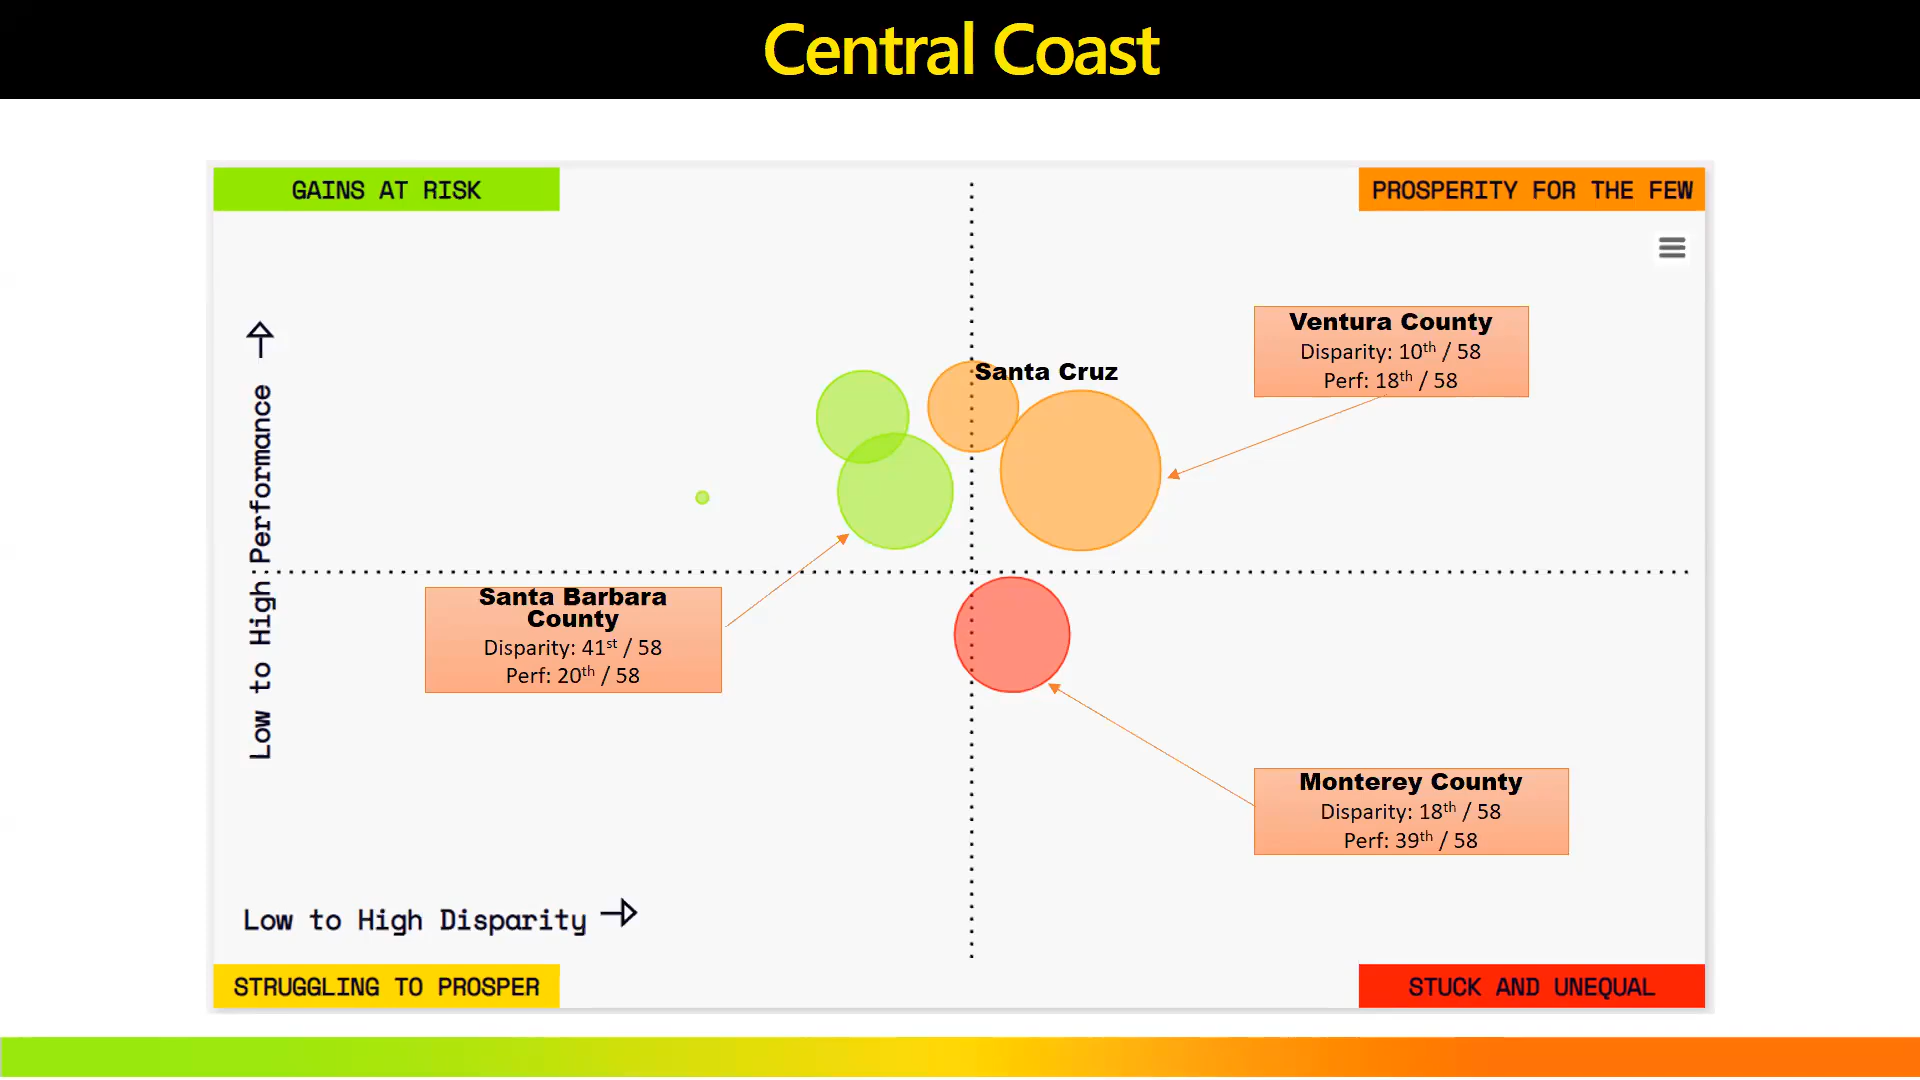 Central Coast
GAINS AT RISK
PROSPERITY FOR THE FEW
Low to High Performance
Santa Cruz
Ventura County
Disparity: 10th / 58
Perf: 18th / 58
Santa Barbara
County
Disparity: 41st / 58
Perf: 20th / 58
Monterey County
Disparity: 18th / 58
Perf: 39th / 58
Low to High Disparity
STRUGGLING TO PROSPER
STUCK AND UNEQUAL